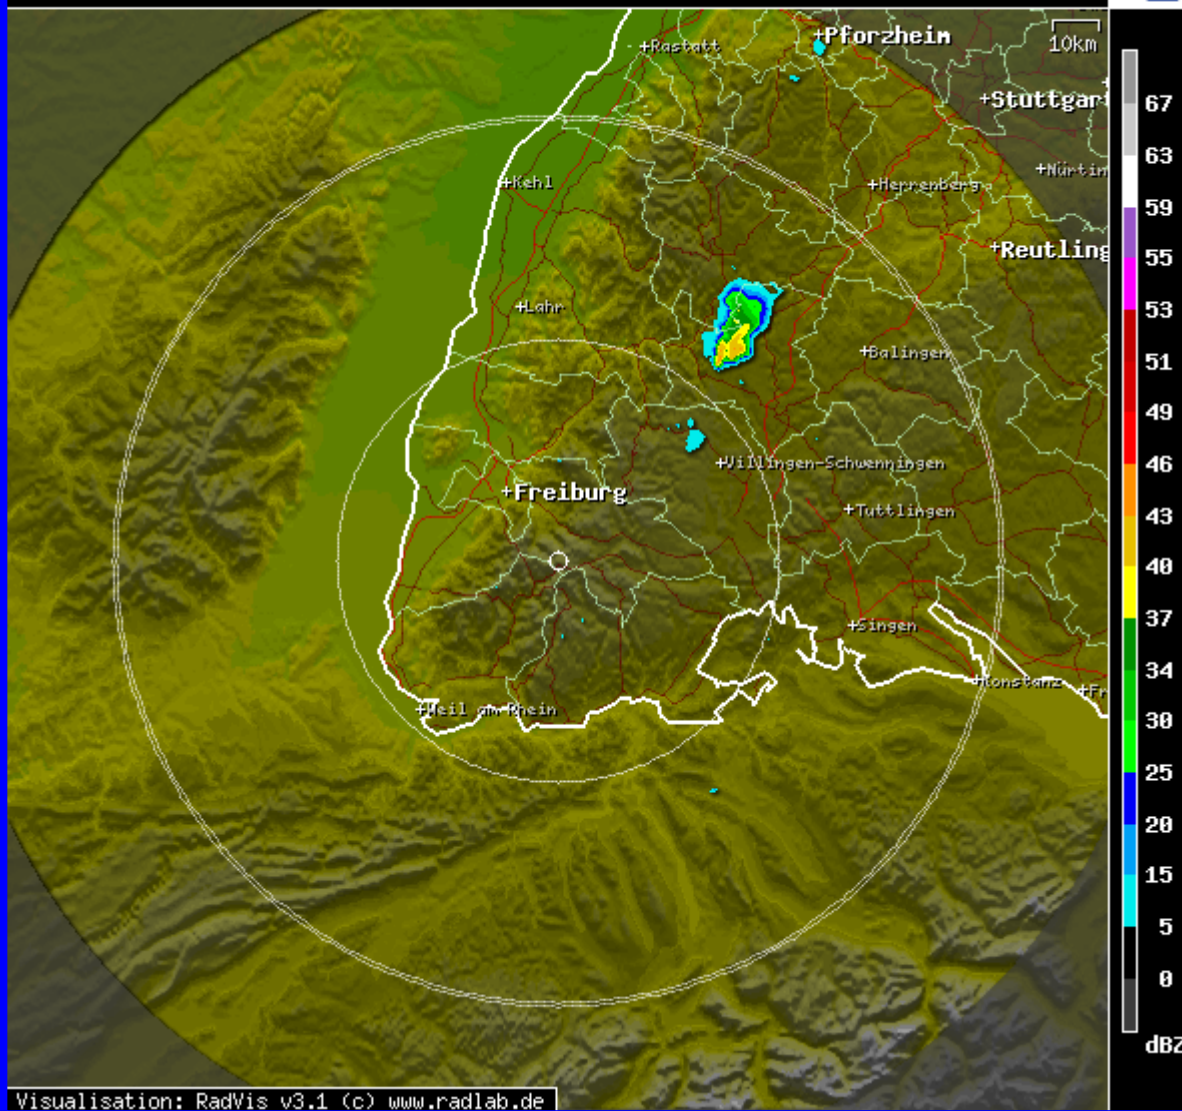 +Rastatt
+Pforzheim
10km
+Stuttgar
+Nürtin
+Kehl
+Herrenberg
+Reutling
+Lahr
+Balingen
+Villingen-Schwenningen
+Freiburg
+Tuttlingen
+Singen
+Konstanz
+Fr
+Weil am Rhein
67
63
59
55
53
51
49
46
43
40
37
34
30
25
20
15
5
0
dBZ
Visualisation: RadVis v3.1 (c) www.radlab.de